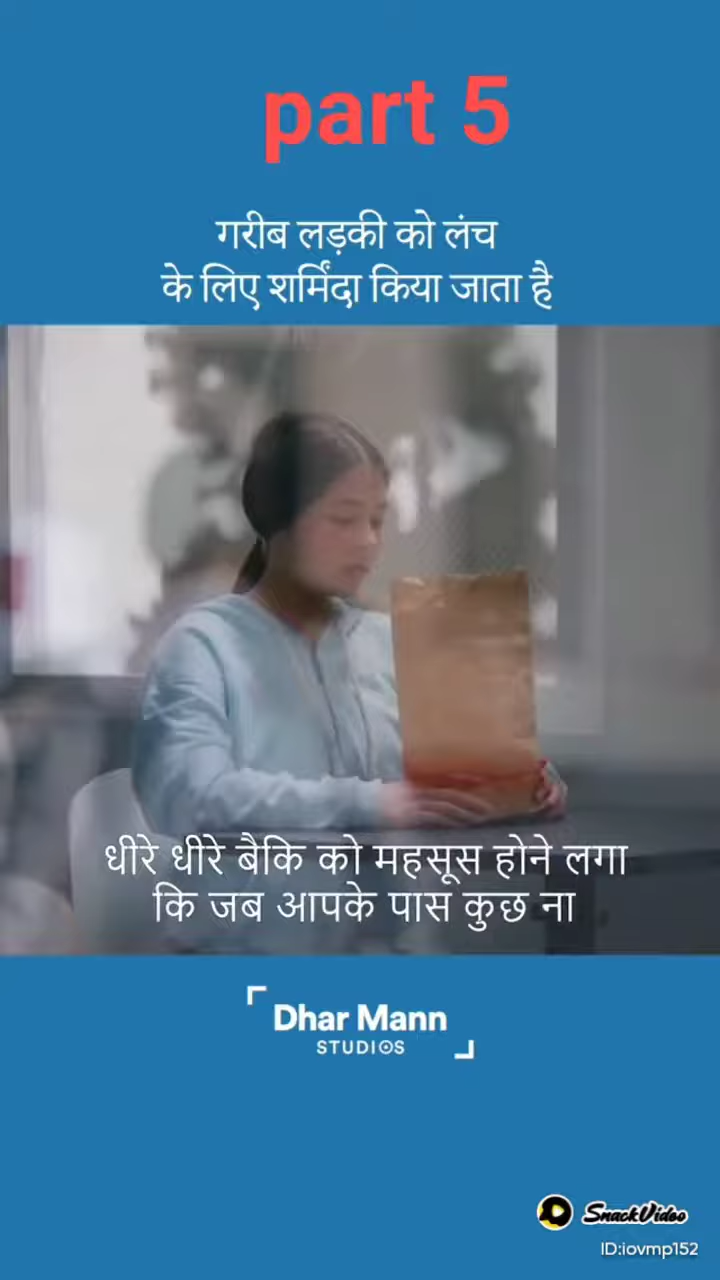 part 5
गरीब लड़की को लंच
के लिए शर्मिंदा किया जाता है
धीरे धीरे बैकि को महसूस होने लगा
कि जब आपके पास कुछ ना
Dhar Mann
STUDIOS
SnackVideo
ID:iovmp152